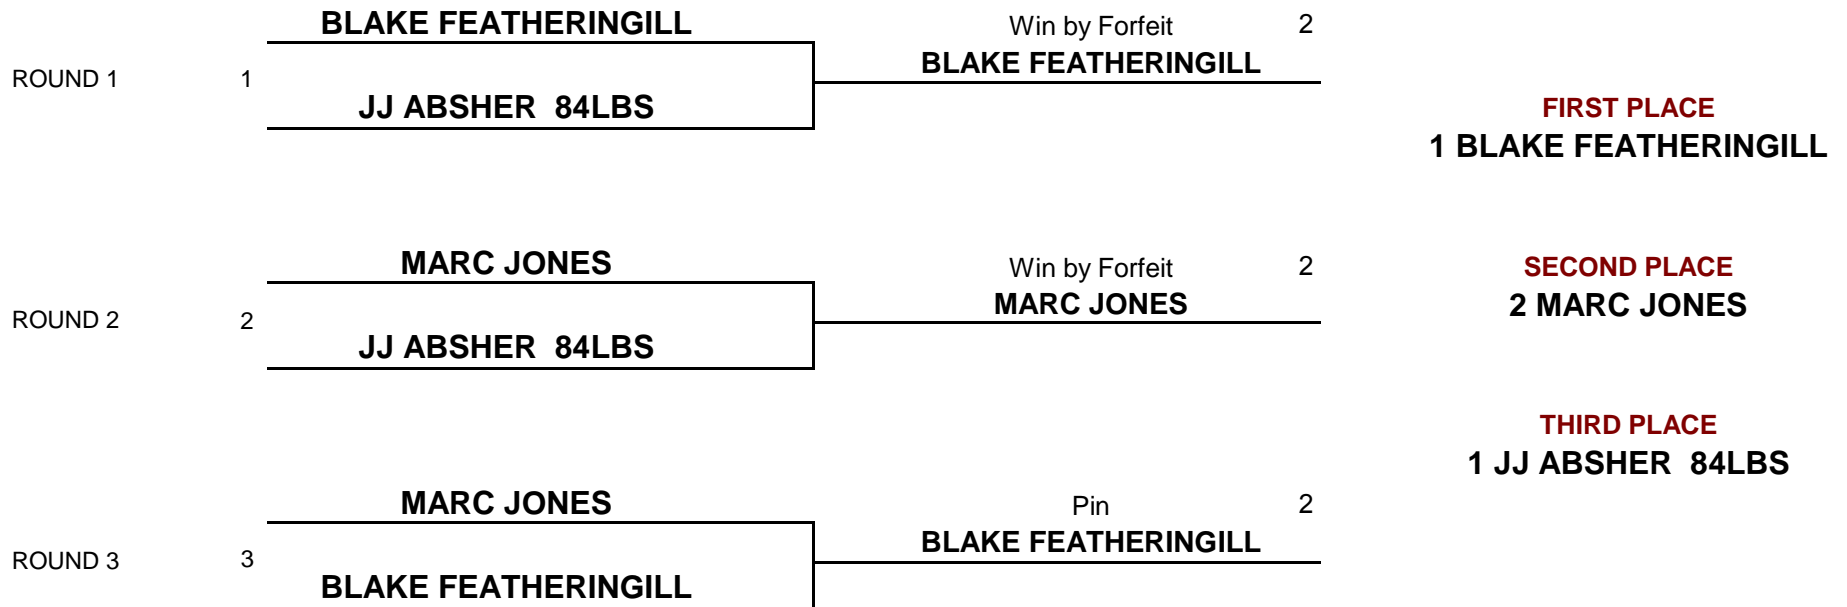 BLAKE FEATHERINGILL
Win by Forfeit 2
ROUND 1 1
BLAKE FEATHERINGILL
JJ ABSHER 84LBS
FIRST PLACE
1 BLAKE FEATHERINGILL
MARC JONES
Win by Forfeit 2
SECOND PLACE
ROUND 2 2
MARC JONES
2 MARC JONES
JJ ABSHER 84LBS
THIRD PLACE
1 JJ ABSHER 84LBS
MARC JONES
Pin 2
ROUND 3 3
BLAKE FEATHERINGILL
BLAKE FEATHERINGILL